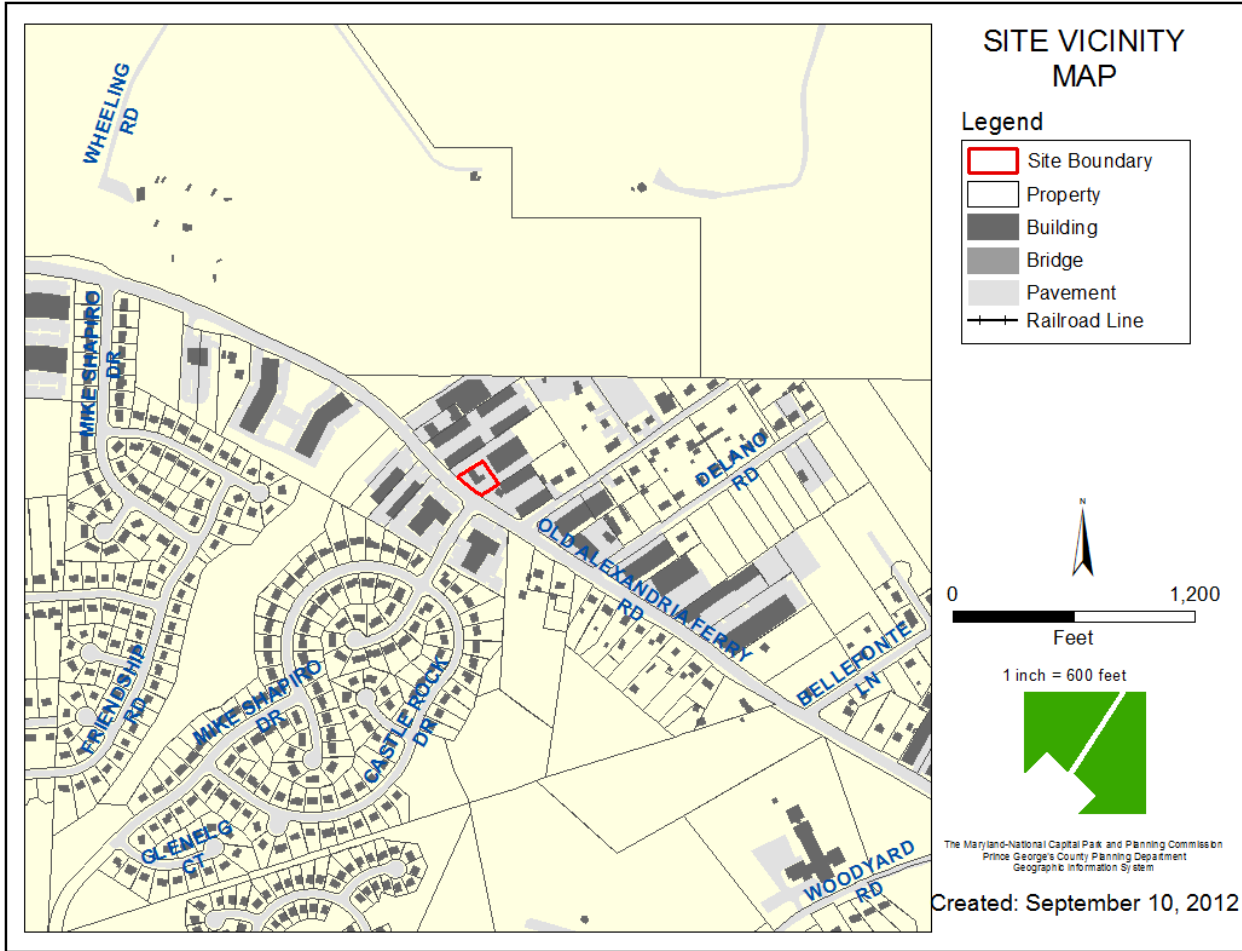 SITE VICINITY
MAP
Legend
Site Boundary
Property
Building
Bridge
Pavement
Railroad Line
N
0 1,200
Feet
1 inch = 600 feet
The Maryland-National Capital Park and Planning Commission
Prince George's County Planning Department
Geographic Information System
Created: September 10, 2012
WHEELING
RD
MIKE SHAPIRO
DR
DELANO
RD
OLD ALEXANDRIA FERRY
RD
BELLEFONTE
LN
FRIENDSHIP
RD
MIKE SHAPIRO
DR
CASTLE ROCK
DR
GLENELG
CT
WOODYARD
RD